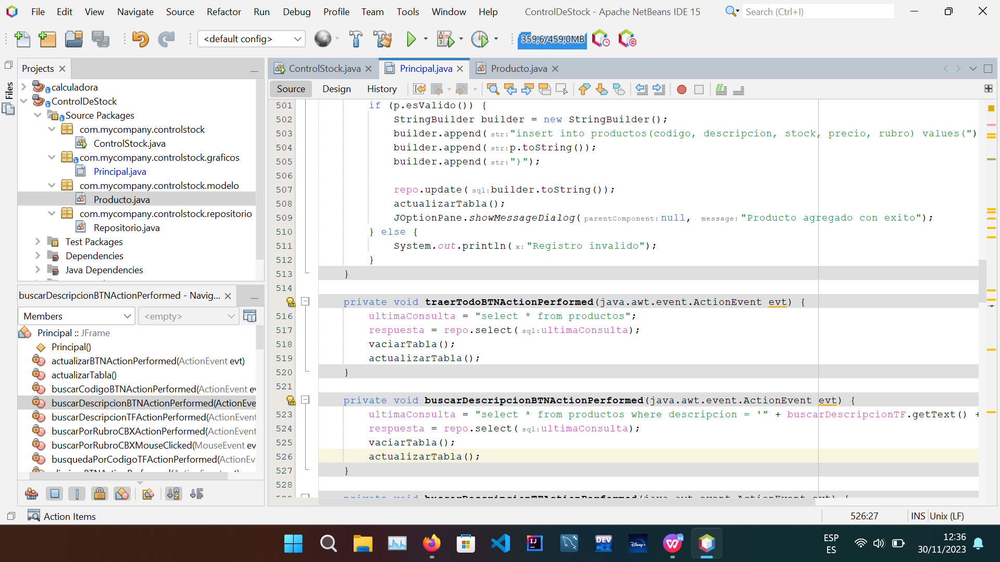 File Edit View Navigate Source Refactor Run Debug Profile Team Tools Window Help
ControlDeStock - Apache NetBeans IDE 15
Search (Ctrl+I)
<default config>
359,6/459,0MB
Files
Projects
calculadora
ControlDeStock
Source Packages
com.mycompany.controlstock
ControlStock.java
com.mycompany.controlstock.graficos
Principal.java
com.mycompany.controlstock.modelo
Producto.java
com.mycompany.controlstock.repositorio
Repositorio.java
Test Packages
Dependencies
Java Dependencies
buscarDescripcionBTNActionPerformed - Navig...
Members
<empty>
Principal :: JFrame
Principal()
actualizarBTNActionPerformed(ActionEvent evt)
actualizarTabla()
buscarCodigoBTNActionPerformed(ActionEvent ev
buscarDescripcionBTNActionPerformed(ActionEve
buscarDescripcionTFActionPerformed(ActionEvent
buscarPorRubroCBXActionPerformed(ActionEvent
buscarPorRubroCBXMouseClicked(MouseEvent ev
busquedaPorCodigoTFActionPerformed(ActionEv
ControlStock.java
Principal.java
Producto.java
Source Design History
501 if (p.esValido()) {
502 StringBuilder builder = new StringBuilder();
503 builder.append(str:"insert into productos(codigo, descripcion, stock, precio, rubro) values(")
504 builder.append(str:p.toString());
505 builder.append(str:")");
506
507 repo.update(sql:builder.toString());
508 actualizarTabla();
509 JOptionPane.showMessageDialog(parentComponent:null, message:"Producto agregado con exito");
510 } else {
511 System.out.println(x:"Registro invalido");
512 }
513 }
514
private void traerTodoBTNActionPerformed(java.awt.event.ActionEvent evt) {
516 ultimaConsulta = "select * from productos";
517 respuesta = repo.select(sql:ultimaConsulta);
518 vaciarTabla();
519 actualizarTabla();
520 }
521
private void buscarDescripcionBTNActionPerformed(java.awt.event.ActionEvent evt) {
523 ultimaConsulta = "select * from productos where descripcion = '" + buscarDescripcionTF.getText() +
524 respuesta = repo.select(sql:ultimaConsulta);
525 vaciarTabla();
526 actualizarTabla();
527 }
528
private void buscarDescripcionTFActionPerformed(java.awt.event.ActionEvent evt) {
Action Items
526:27
INS
Unix (LF)
IJ
DEV C++
Disney+
W
ESP
ES
12:36
30/11/2023